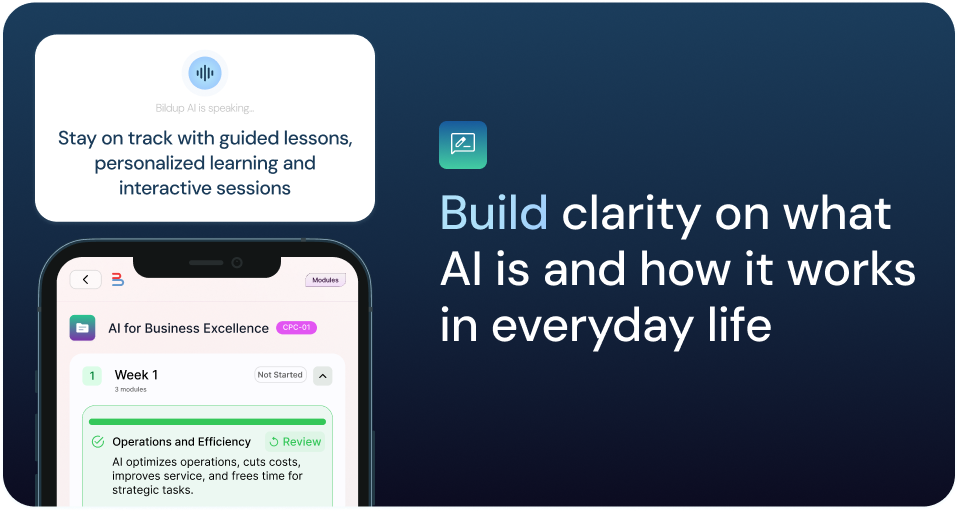 Bildup AI is speaking...
Stay on track with guided lessons,
personalized learning and
interactive sessions
Build clarity on what
AI is and how it works
in everyday life
Modules
AI for Business Excellence CPC-01
1 Week 1 Not Started
3 modules
Operations and Efficiency Review
AI optimizes operations, cuts costs,
improves service, and frees time for
strategic tasks.